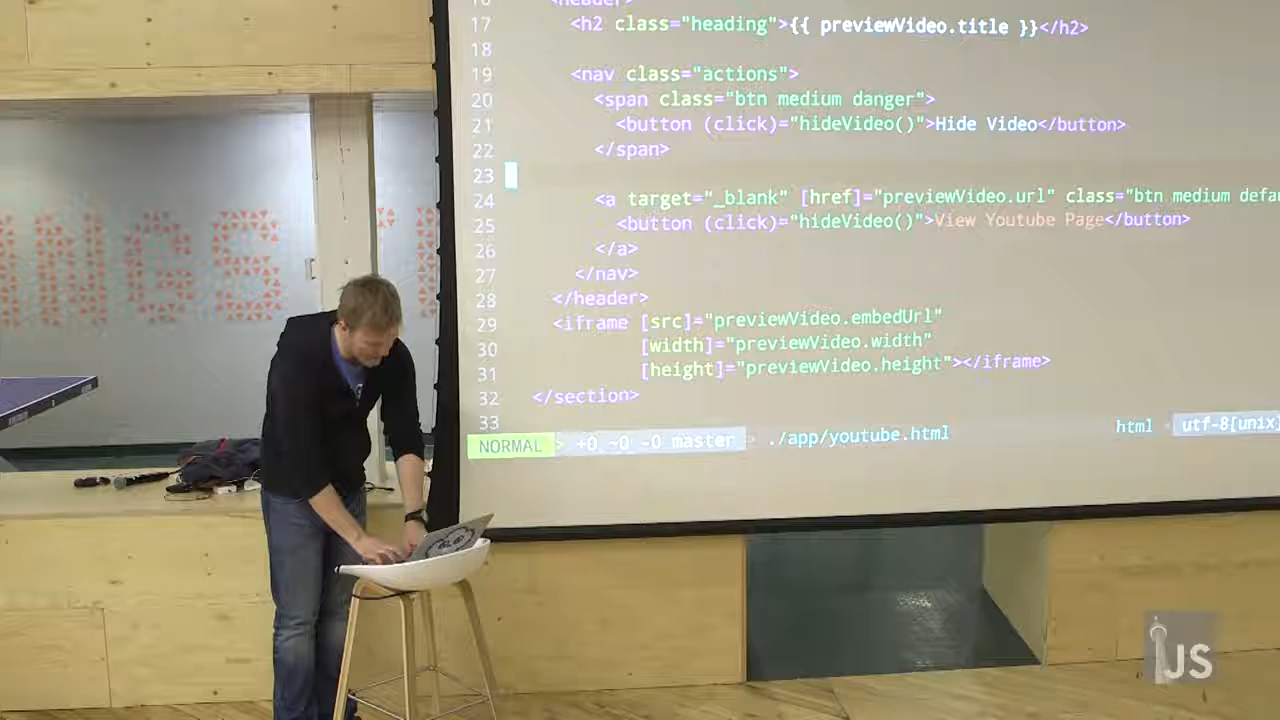 16 <header>
17 <h2 class="heading">{{ previewVideo.title }}</h2>
18
19 <nav class="actions">
20 <span class="btn medium danger">
21 <button (click)="hideVideo()">Hide Video</button>
22 </span>
23
24 <a target="_blank" [href]="previewVideo.url" class="btn medium defau
25 <button (click)="hideVideo()">View Youtube Page</button>
26 </a>
27 </nav>
28 </header>
29 <iframe [src]="previewVideo.embedUrl"
30 [width]="previewVideo.width"
31 [height]="previewVideo.height"></iframe>
32 </section>
33
NORMAL +0 ~0 -0 master ./app/youtube.html html utf-8[unix]
NGS
JS